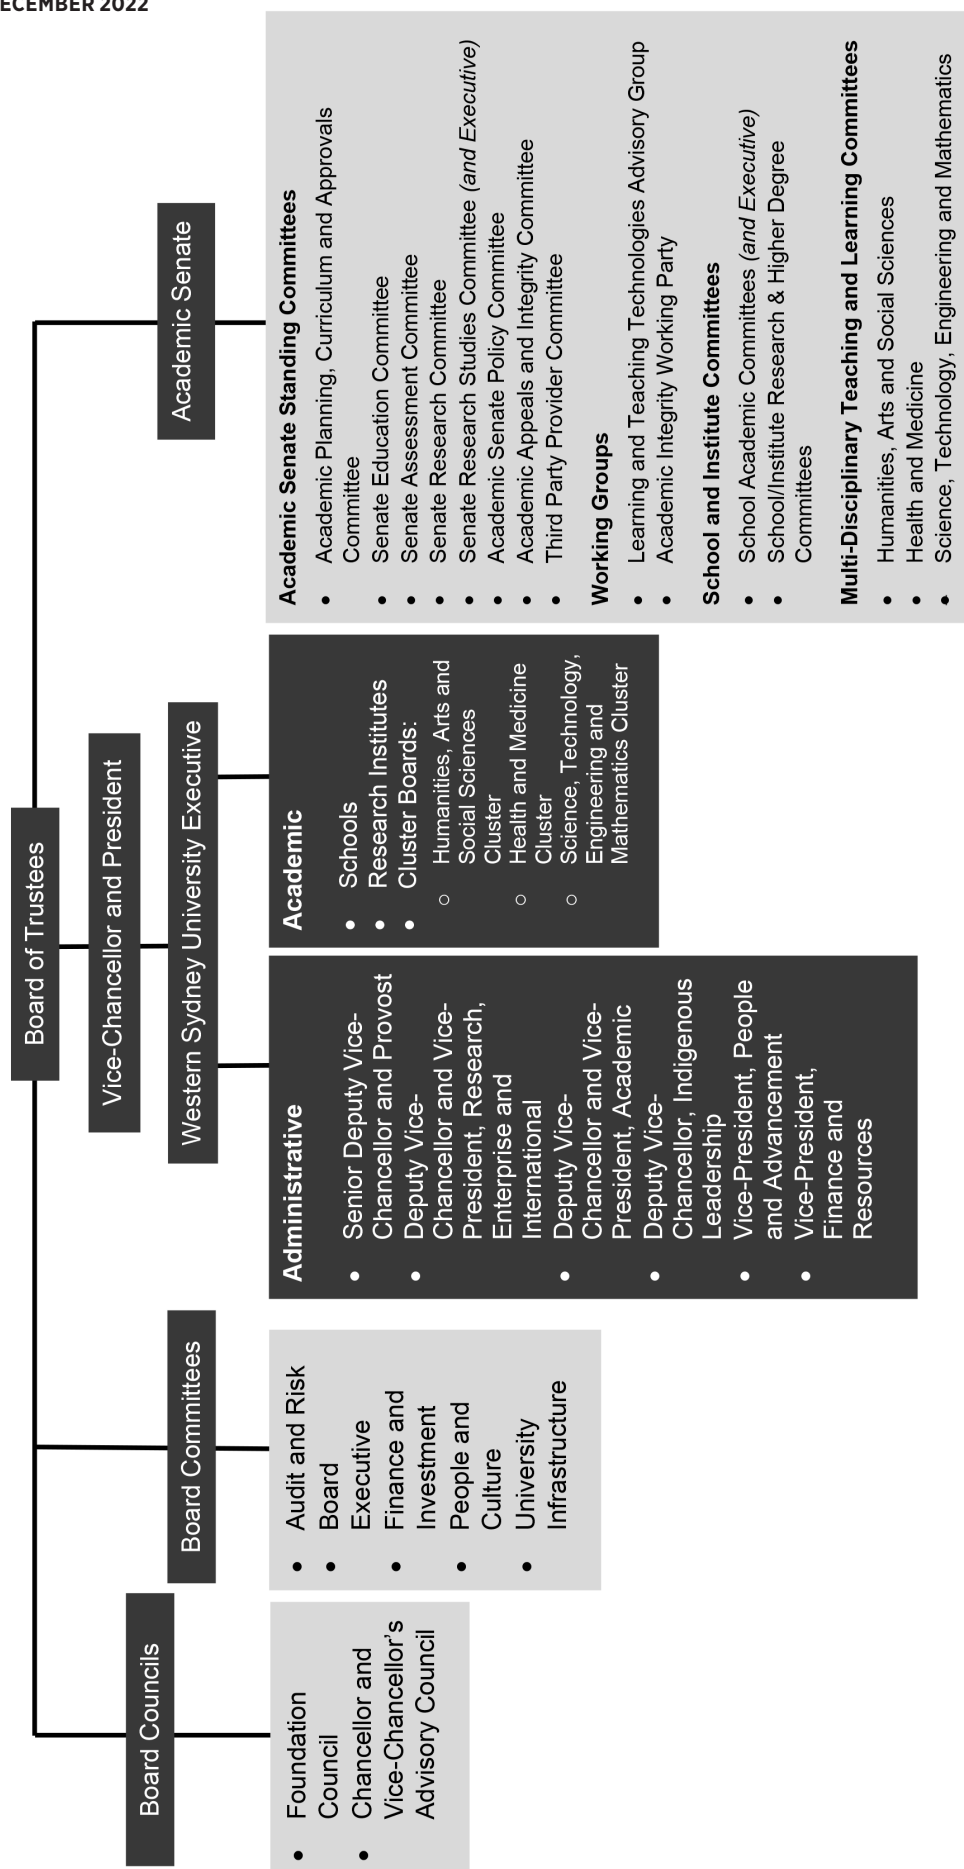 ECEMBER 2022
Board of Trustees
Vice-Chancellor and President
Western Sydney University Executive
Board Councils
• Foundation
Council
• Chancellor and
Vice-Chancellor’s
Advisory Council
Board Committees
• Audit and Risk
• Board
Executive
• Finance and
Investment
• People and
Culture
• University
Infrastructure
Administrative
• Senior Deputy Vice-
Chancellor and Provost
• Deputy Vice-
Chancellor and Vice-
President, Research,
Enterprise and
International
• Deputy Vice-
Chancellor and Vice-
President, Academic
• Deputy Vice-
Chancellor, Indigenous
Leadership
• Vice-President, People
and Advancement
• Vice-President,
Finance and
Resources
Academic
• Schools
• Research Institutes
• Cluster Boards:
○ Humanities, Arts and
Social Sciences
Cluster
○ Health and Medicine
Cluster
○ Science, Technology,
Engineering and
Mathematics Cluster
Academic Senate
Academic Senate Standing Committees
• Academic Planning, Curriculum and Approvals
Committee
• Senate Education Committee
• Senate Assessment Committee
• Senate Research Committee
• Senate Research Studies Committee (and Executive)
• Academic Senate Policy Committee
• Academic Appeals and Integrity Committee
• Third Party Provider Committee
Working Groups
• Learning and Teaching Technologies Advisory Group
• Academic Integrity Working Party
School and Institute Committees
• School Academic Committees (and Executive)
• School/Institute Research & Higher Degree
Committees
Multi-Disciplinary Teaching and Learning Committees
• Humanities, Arts and Social Sciences
• Health and Medicine
• Science, Technology, Engineering and Mathematics